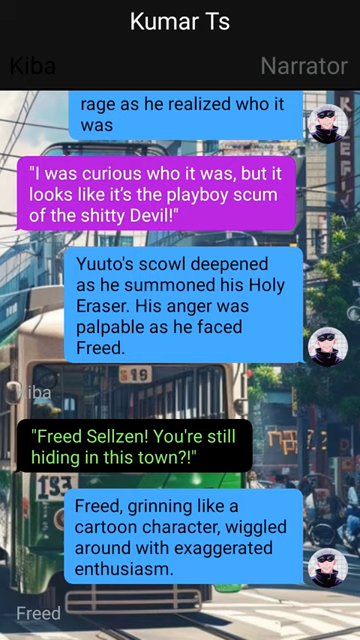 Kumar Ts
Kiba
Narrator
rage as he realized who it
was
"I was curious who it was, but it
looks like it's the playboy scum
of the shitty Devil!"
Yuuto's scowl deepened
as he summoned his Holy
Eraser. His anger was
palpable as he faced
Freed.
Kiba
"Freed Sellzen! You're still
hiding in this town?!"
Freed, grinning like a
cartoon character, wiggled
around with exaggerated
enthusiasm.
Freed